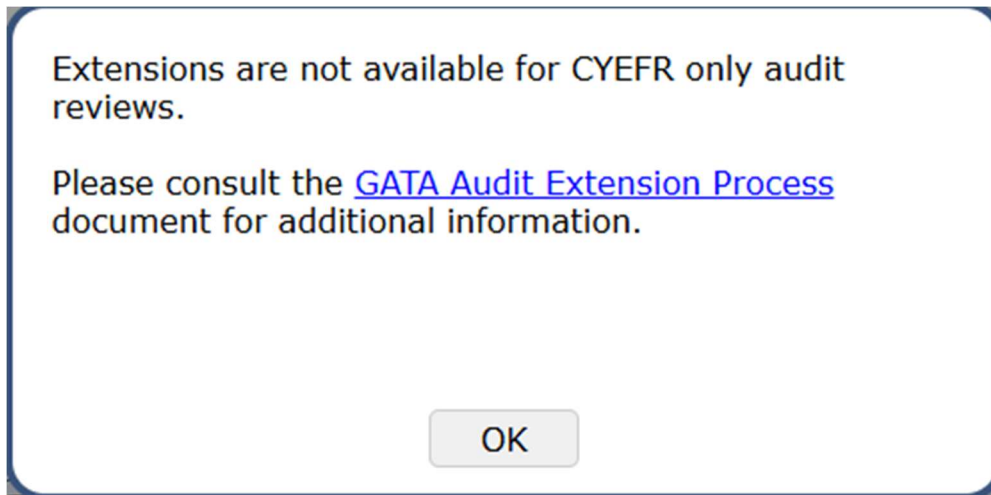 Extensions are not available for CYEFR only audit
reviews.
Please consult the GATA Audit Extension Process
document for additional information.
OK